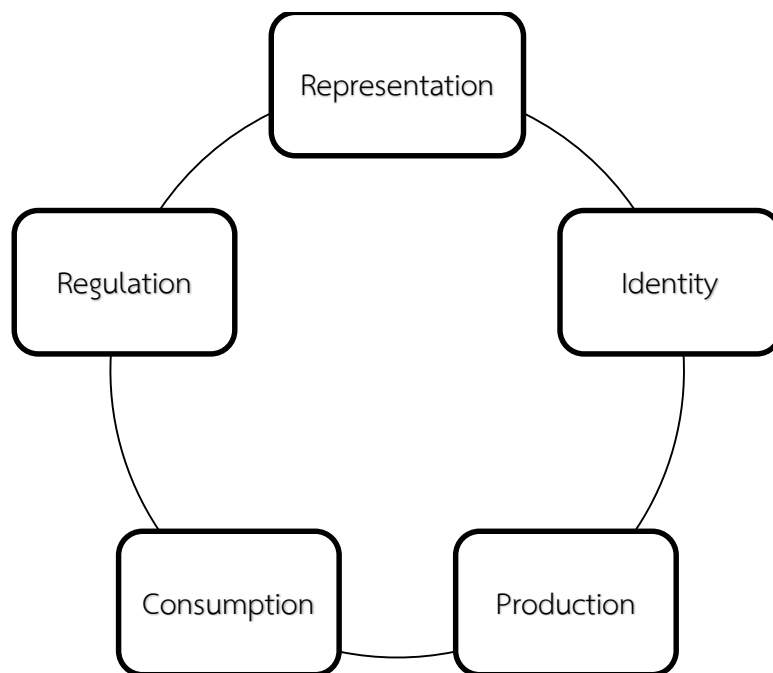 Representation
Regulation
Identity
Consumption
Production